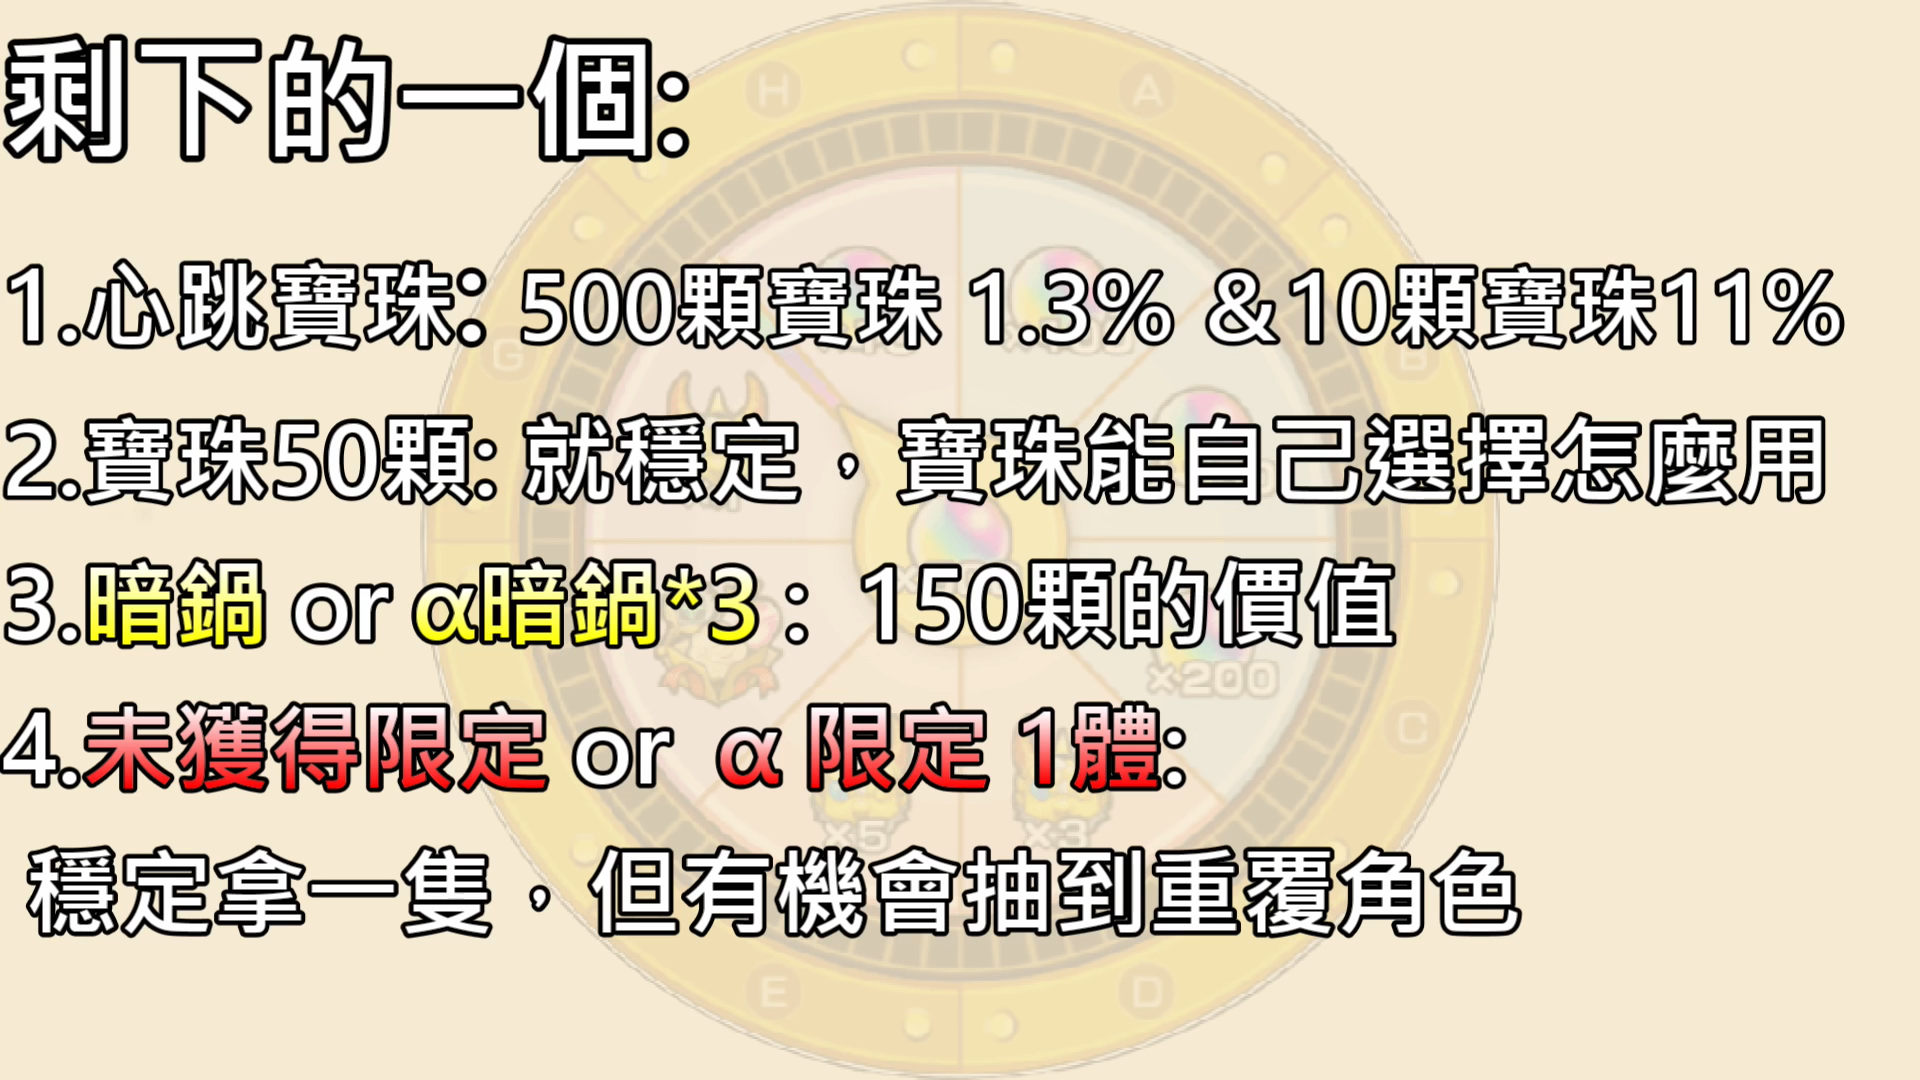 剩下的一個:
1.心跳寶珠: 500顆寶珠 1.3% &10顆寶珠11%
2.寶珠50顆: 就穩定，寶珠能自己選擇怎麼用
3.暗鍋 or α暗鍋*3 : 150顆的價值
4.未獲得限定 or α 限定 1體:
穩定拿一隻，但有機會抽到重覆角色
H
A
G
B
×200
C
×5
×3
E
D